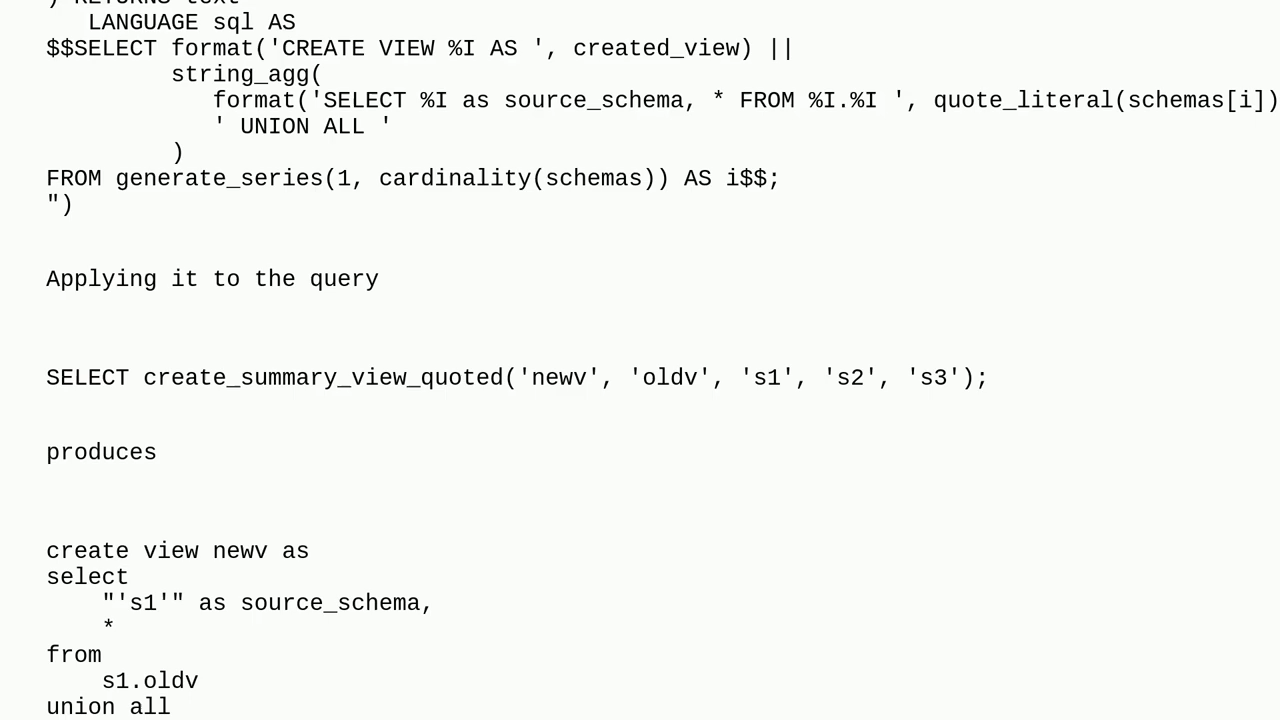 ) RETURNS text
LANGUAGE sql AS
$$SELECT format('CREATE VIEW %I AS ', created_view) ||
string_agg(
format('SELECT %I as source_schema, * FROM %I.%I ', quote_literal(schemas[i])
' UNION ALL '
)
FROM generate_series(1, cardinality(schemas)) AS i$$;
")
Applying it to the query
SELECT create_summary_view_quoted('newv', 'oldv', 's1', 's2', 's3');
produces
create view newv as
select
"'s1'" as source_schema,
*
from
s1.oldv
union all